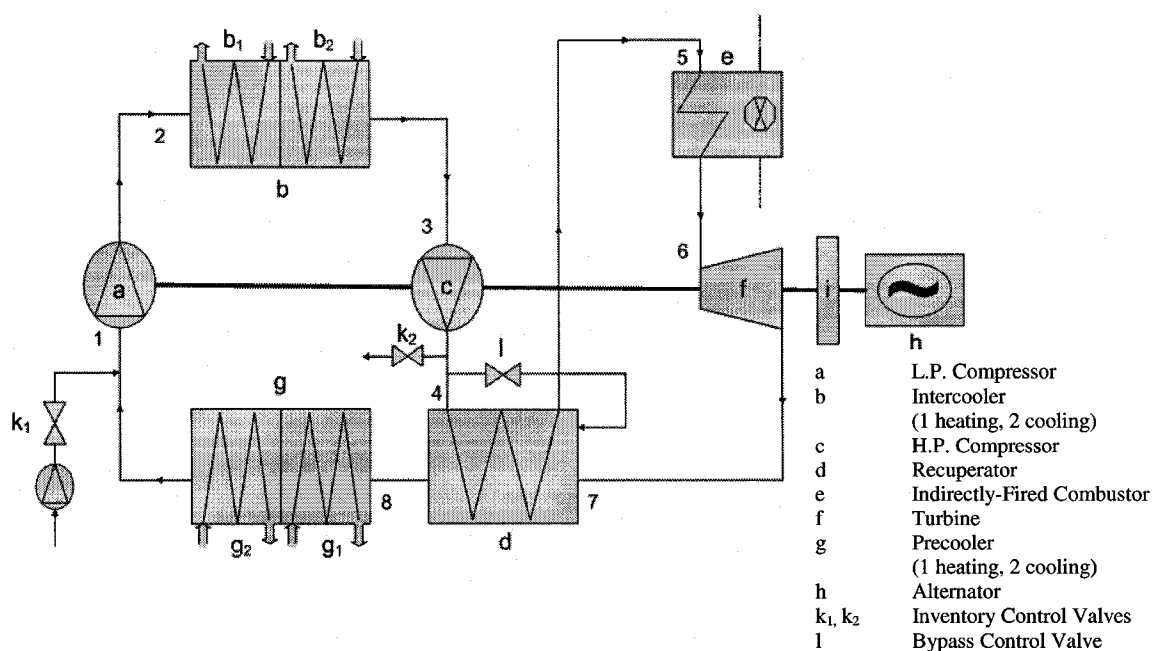 b₁ b₂
5 e
2
b
3
6
a
c
f
i
1
k₂
l
h
4
g
k₁
8
7
g₂ g₁
d
a L.P. Compressor
b Intercooler
(1 heating, 2 cooling)
c H.P. Compressor
d Recuperator
e Indirectly-Fired Combustor
f Turbine
g Precooler
(1 heating, 2 cooling)
h Alternator
k₁, k₂ Inventory Control Valves
l Bypass Control Valve